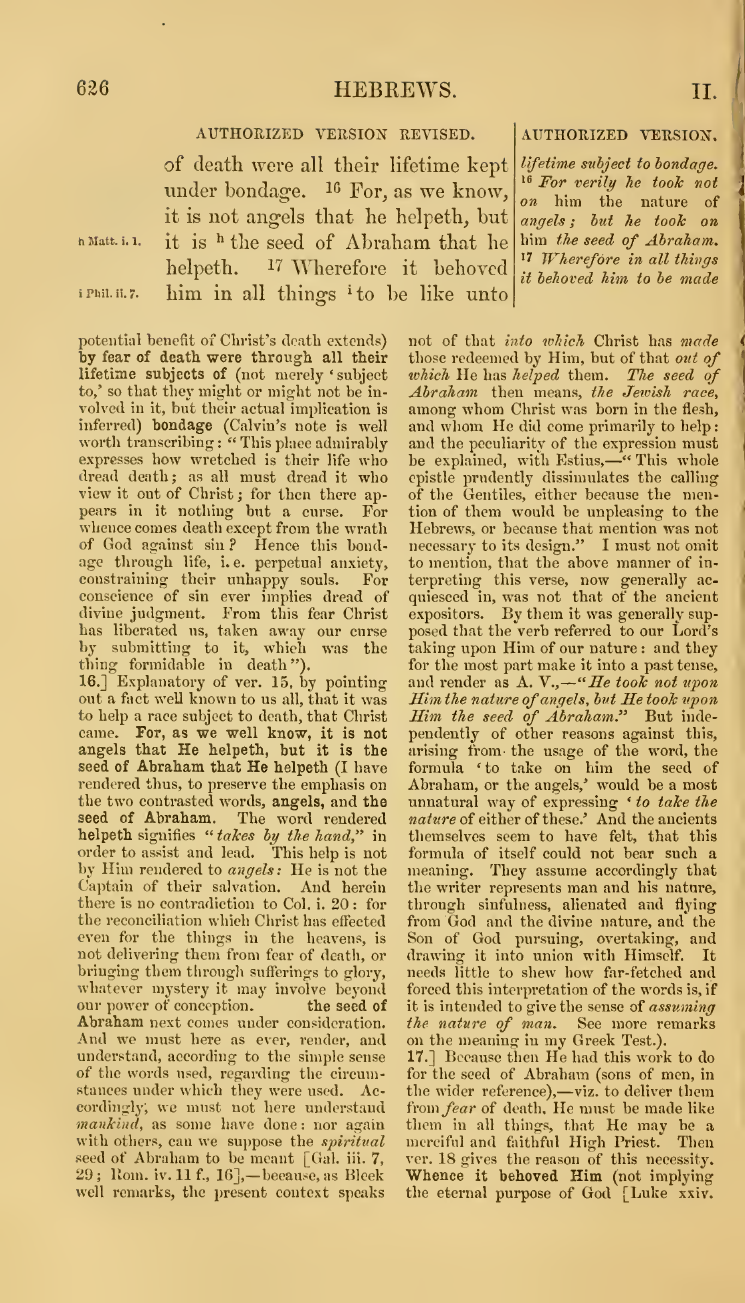 626 HEBREWS. II.
AUTHORIZED VERSION REVISED.
of death were all their lifetime kept
under bondage. 16 For, as we know,
it is not angels that he helpeth, but
h Matt. i. 1. it is h the seed of Abraham that he
helpeth. 17 Wherefore it behoved
i Phil. ii. 7. him in all things i to be like unto
AUTHORIZED VERSION.
lifetime subject to bondage.
16 For verily he took not
on him the nature of
angels; but he took on
him the seed of Abraham.
17 Wherefore in all things
it behoved him to be made
potential benefit of Christ's death extends)
by fear of death were through all their
lifetime subjects of (not merely ‘subject
to,’ so that they might or might not be in-
volved in it, but their actual implication is
inferred) bondage (Calvin's note is well
worth transcribing: “This place admirably
expresses how wretched is their life who
dread death; as all must dread it who
view it out of Christ; for then there ap-
pears in it nothing but a curse. For
whence comes death except from the wrath
of God against sin? Hence this bond-
age through life, i. e. perpetual anxiety,
constraining their unhappy souls. For
conscience of sin ever implies dread of
divine judgment. From this fear Christ
has liberated us, taken away our curse
by submitting to it, which was the
thing formidable in death”).
16.] Explanatory of ver. 15, by pointing
out a fact well known to us all, that it was
to help a race subject to death, that Christ
came. For, as we well know, it is not
angels that He helpeth, but it is the
seed of Abraham that He helpeth (I have
rendered thus, to preserve the emphasis on
the two contrasted words, angels, and the
seed of Abraham. The word rendered
helpeth signifies “takes by the hand,” in
order to assist and lead. This help is not
by Him rendered to angels: He is not the
Captain of their salvation. And herein
there is no contradiction to Col. i. 20: for
the reconciliation which Christ has effected
even for the things in the heavens, is
not delivering them from fear of death, or
bringing them through sufferings to glory,
whatever mystery it may involve beyond
our power of conception. the seed of
Abraham next comes under consideration.
And we must here as ever, render, and
understand, according to the simple sense
of the words used, regarding the circum-
stances under which they were used. Ac-
cordingly, we must not here understand
mankind, as some have done: nor again
with others, can we suppose the spiritual
seed of Abraham to be meant [Gal. iii. 7,
29; Rom. iv. 11 f., 16],—because, as Bleek
well remarks, the present context speaks
not of that into which Christ has made
those redeemed by Him, but of that out of
which He has helped them. The seed of
Abraham then means, the Jewish race,
among whom Christ was born in the flesh,
and whom He did come primarily to help:
and the peculiarity of the expression must
be explained, with Estius,—“This whole
epistle prudently dissimulates the calling
of the Gentiles, either because the men-
tion of them would be unpleasing to the
Hebrews, or because that mention was not
necessary to its design.” I must not omit
to mention, that the above manner of in-
terpreting this verse, now generally ac-
quiesced in, was not that of the ancient
expositors. By them it was generally sup-
posed that the verb referred to our Lord's
taking upon Him of our nature: and they
for the most part make it into a past tense,
and render as A. V.,—“He took not upon
Him the nature of angels, but He took upon
Him the seed of Abraham.” But inde-
pendently of other reasons against this,
arising from the usage of the word, the
formula ‘to take on him the seed of
Abraham, or the angels,’ would be a most
unnatural way of expressing ‘to take the
nature of either of these.’ And the ancients
themselves seem to have felt, that this
formula of itself could not bear such a
meaning. They assume accordingly that
the writer represents man and his nature,
through sinfulness, alienated and flying
from God and the divine nature, and the
Son of God pursuing, overtaking, and
drawing it into union with Himself. It
needs little to shew how far-fetched and
forced this interpretation of the words is, if
it is intended to give the sense of assuming
the nature of man. See more remarks
on the meaning in my Greek Test.).
17.] Because then He had this work to do
for the seed of Abraham (sons of men, in
the wider reference),—viz. to deliver them
from fear of death, He must be made like
them in all things, that He may be a
merciful and faithful High Priest. Then
ver. 18 gives the reason of this necessity.
Whence it behoved Him (not implying
the eternal purpose of God [Luke xxiv.